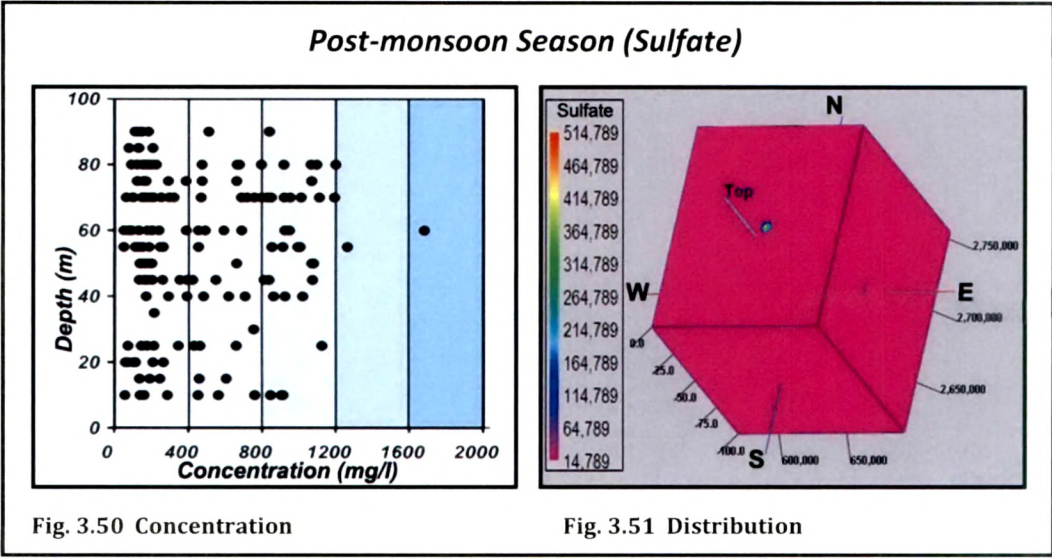 Post-monsoon Season (Sulfate)
100
80
60
40
20
0
Depth (m)
0 400 800 1200 1600 2000
Concentration (mg/l)
Sulfate
514,789
464,789
414,789
364,789
314,789
264,789
214,789
164,789
114,789
64,789
14,789
N
Top
W
E
S
2,750,000
2,700,000
2,650,000
0.0
25.0
-50.0
-75.0
-100.0
600,000
650,000
Fig. 3.50 Concentration
Fig. 3.51 Distribution